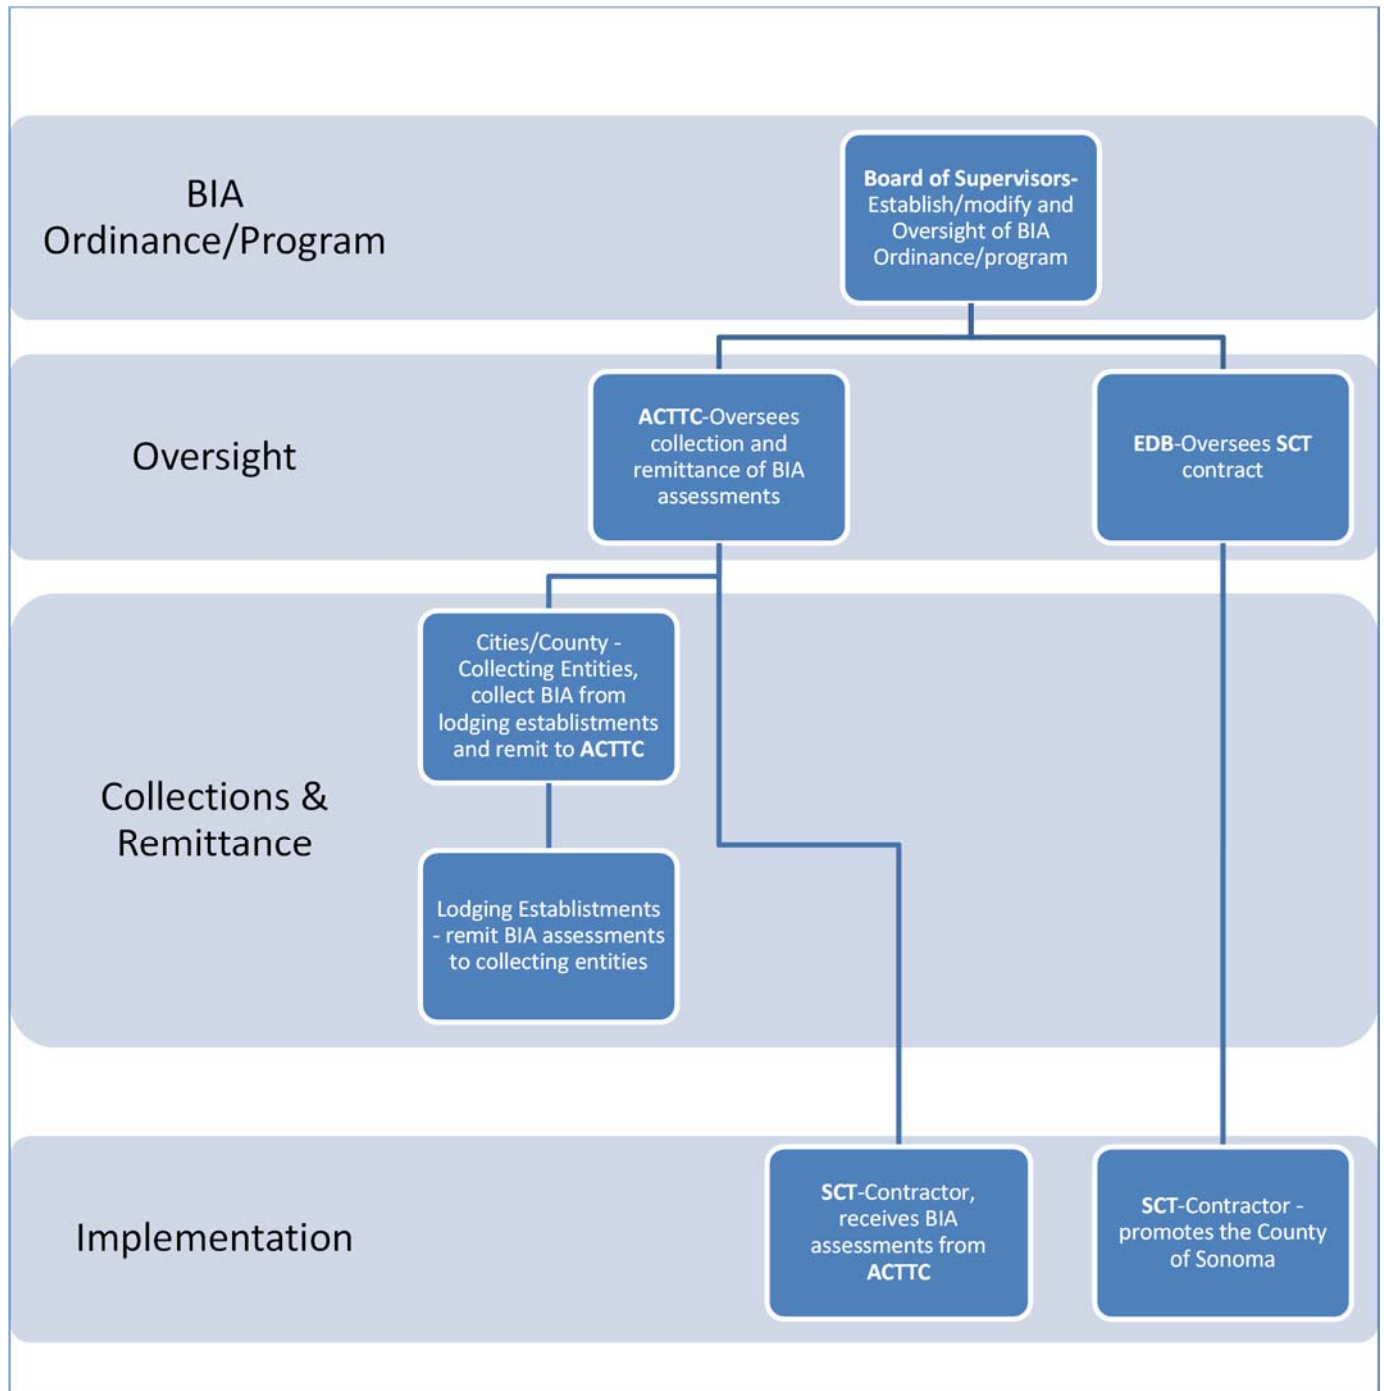 BIA
Ordinance/Program
Board of Supervisors-
Establish/modify and
Oversight of BIA
Ordinance/program
Oversight
ACTTC-Oversees
collection and
remittance of BIA
assessments
EDB-Oversees SCT
contract
Collections &
Remittance
Cities/County -
Collecting Entities,
collect BIA from
lodging establistments
and remit to ACTTC
Lodging Establistments
- remit BIA assessments
to collecting entities
Implementation
SCT-Contractor,
receives BIA
assessments from
ACTTC
SCT-Contractor -
promotes the County
of Sonoma